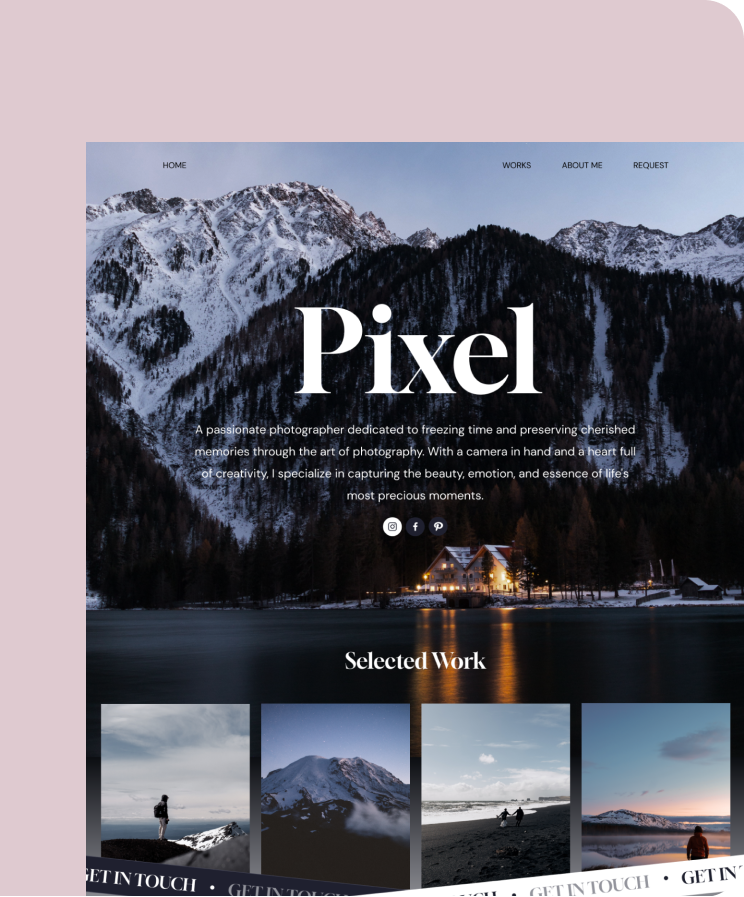 HOME WORKS ABOUT ME REQUEST
Pixel
A passionate photographer dedicated to freezing time and preserving cherished
memories through the art of photography. With a camera in hand and a heart full
of creativity, I specialize in capturing the beauty, emotion, and essence of life's
most precious moments.
Selected Work
GET IN TOUCH • GET IN TOUCH
TOUCH • GET IN TOUCH • GET IN T